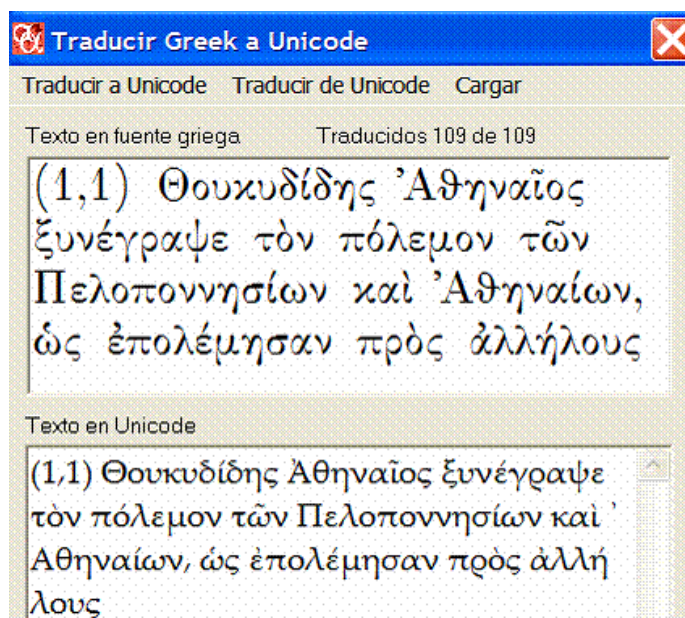 Traducir Greek a Unicode
Traducir a Unicode Traducir de Unicode Cargar
Texto en fuente griega Traducidos 109 de 109
(1,1) Θουκυδίδης ’Αθηναῖος
ξυνέγραψε τὸν πόλεμον τῶν
Πελοποννησίων καὶ ’Αθηναίων,
ὡς ἐπολέμησαν πρὸς ἀλλήλους
Texto en Unicode
(1,1) Θουκυδίδης Ἀθηναῖος ξυνέγραψε
τὸν πόλεμον τῶν Πελοποννησίων καὶ ᾽
Αθηναίων, ὡς ἐπολέμησαν πρὸς ἀλλή
λους